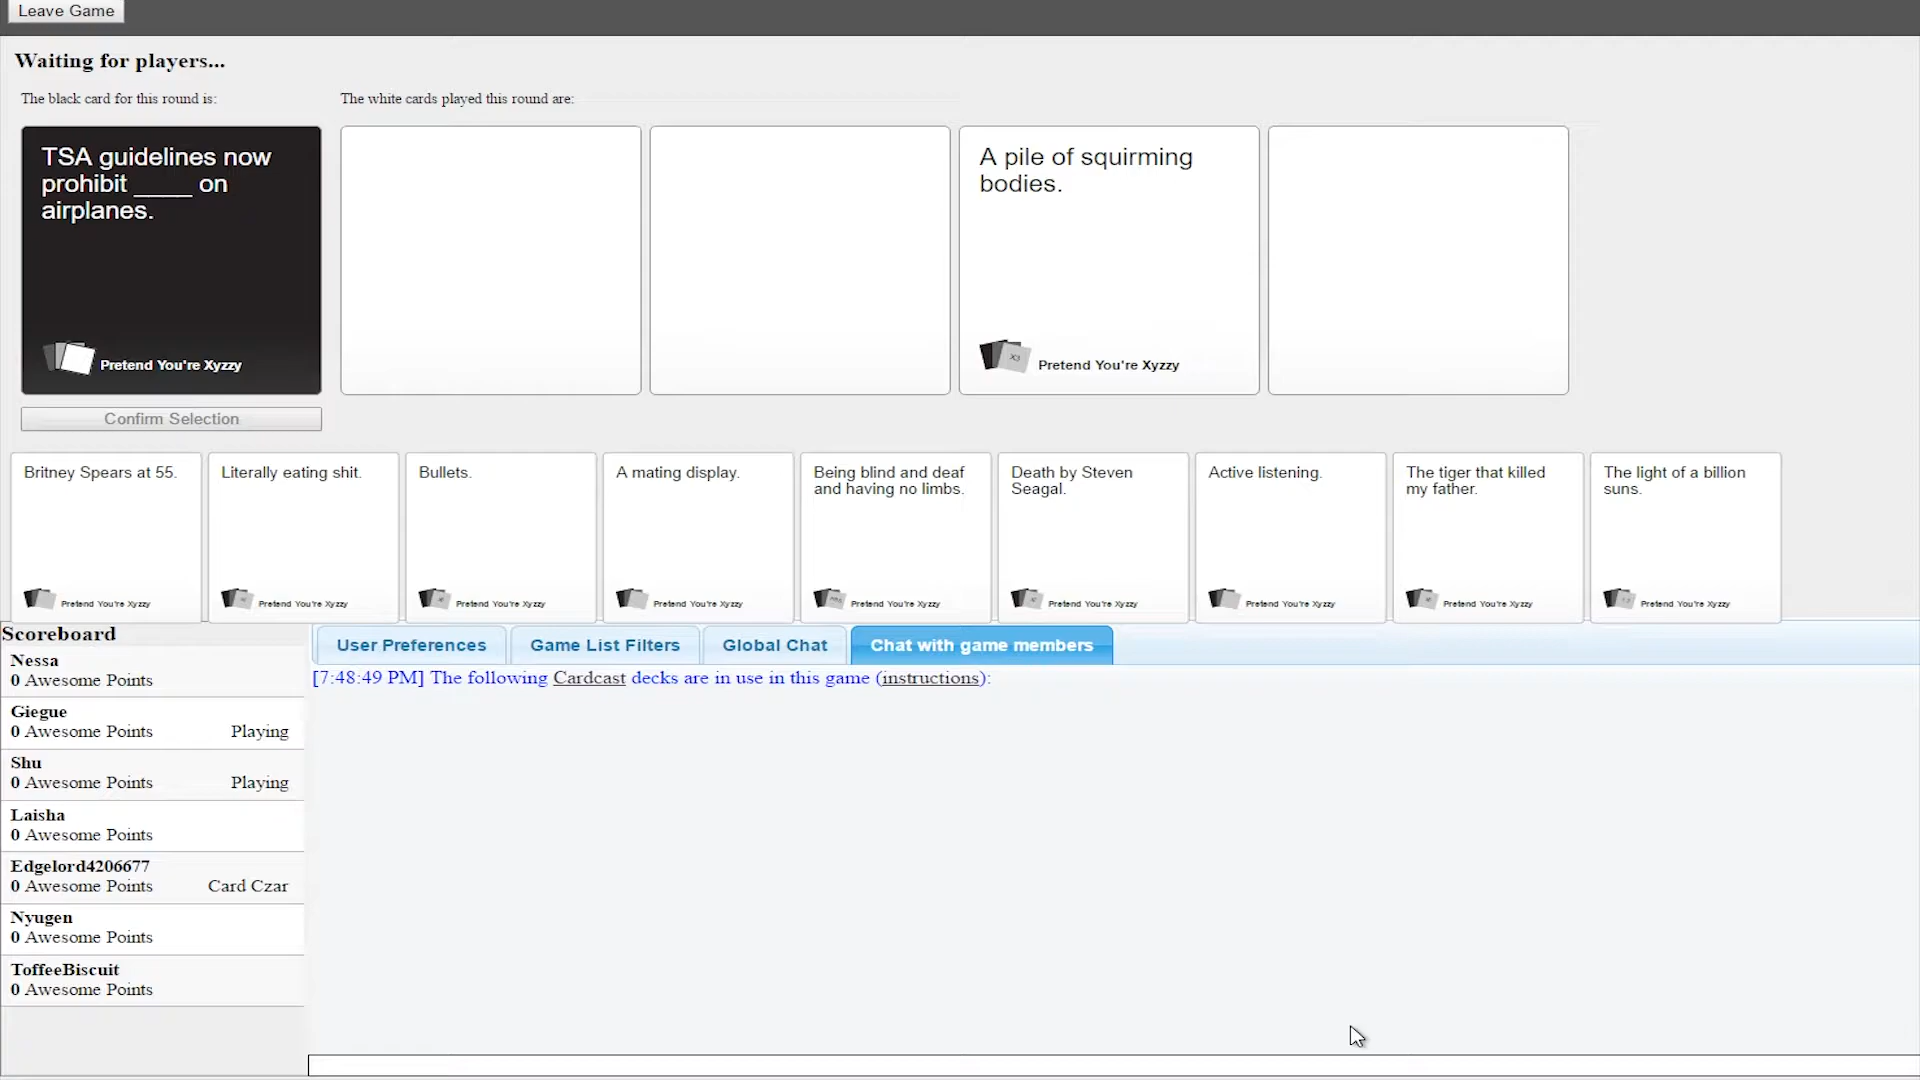 Leave Game
Waiting for players...
The black card for this round is:
The white cards played this round are:
TSA guidelines now
prohibit _____ on
airplanes.
Pretend You're Xyzzy
A pile of squirming
bodies.
X3
Pretend You're Xyzzy
Confirm Selection
Britney Spears at 55.
Pretend You're Xyzzy
Literally eating shit.
Pretend You're Xyzzy
Bullets.
Pretend You're Xyzzy
A mating display.
Pretend You're Xyzzy
Being blind and deaf
and having no limbs.
Pretend You're Xyzzy
Death by Steven
Seagal.
Pretend You're Xyzzy
Active listening.
Pretend You're Xyzzy
The tiger that killed
my father.
Pretend You're Xyzzy
The light of a billion
suns.
Pretend You're Xyzzy
Scoreboard
Nessa
0 Awesome Points
Giegue
0 Awesome Points Playing
Shu
0 Awesome Points Playing
Laisha
0 Awesome Points
Edgelord4206677
0 Awesome Points Card Czar
Nyugen
0 Awesome Points
ToffeeBiscuit
0 Awesome Points
User Preferences
Game List Filters
Global Chat
Chat with game members
[7:48:49 PM] The following Cardcast decks are in use in this game (instructions):